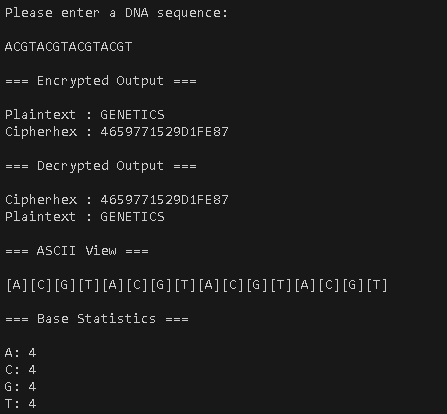 Please enter a DNA sequence:
ACGTACGTACGTACGT
=== Encrypted Output ===
Plaintext : GENETICS
Cipherhex : 4659771529D1FE87
=== Decrypted Output ===
Cipherhex : 4659771529D1FE87
Plaintext : GENETICS
=== ASCII View ===
[A][C][G][T][A][C][G][T][A][C][G][T][A][C][G][T]
=== Base Statistics ===
A: 4
C: 4
G: 4
T: 4